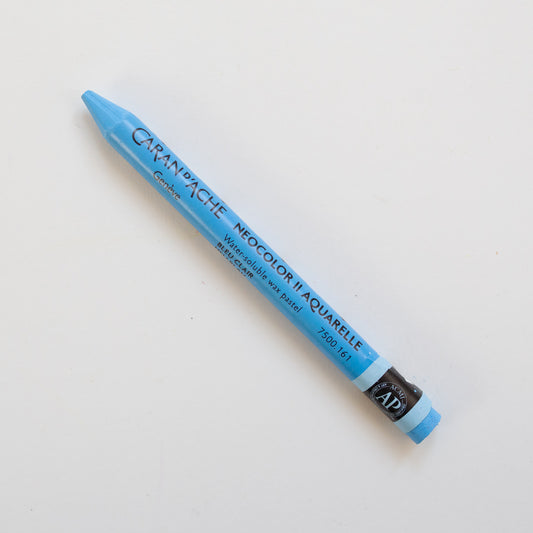 CARAN D'ACHE
Genève
NEOCOLOR II AQUARELLE
Water-soluble wax pastel
BLEU CLAIR
7500.161
AP